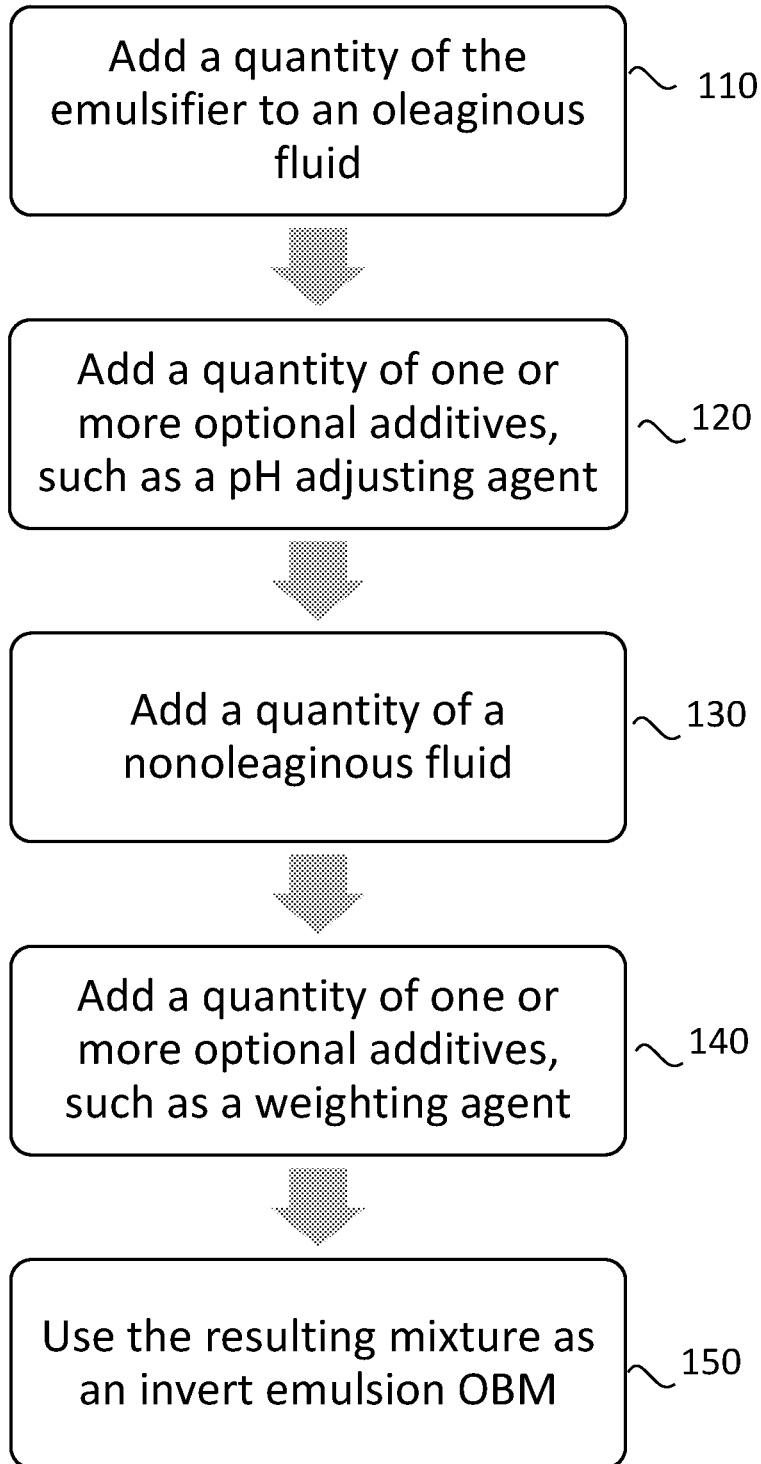 Add a quantity of the
emulsifier to an oleaginous
fluid
110
Add a quantity of one or
more optional additives,
such as a pH adjusting agent
120
Add a quantity of a
nonoleaginous fluid
130
Add a quantity of one or
more optional additives,
such as a weighting agent
140
Use the resulting mixture as
an invert emulsion OBM
150